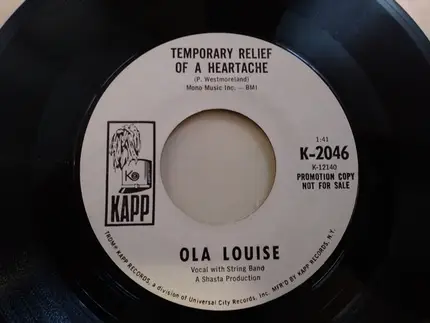 TEMPORARY RELIEF
OF A HEARTACHE
(P. Westmoreland)
Mono Music Inc. — BMI
1:41
K-2046
K-12140
PROMOTION COPY
NOT FOR SALE
K
KAPP
OLA LOUISE
Vocal with String Band
A Shasta Production
KAPP RECORDS, a division of Universal City Records, Inc. MFR'D BY KAPP RECORDS, N.Y.